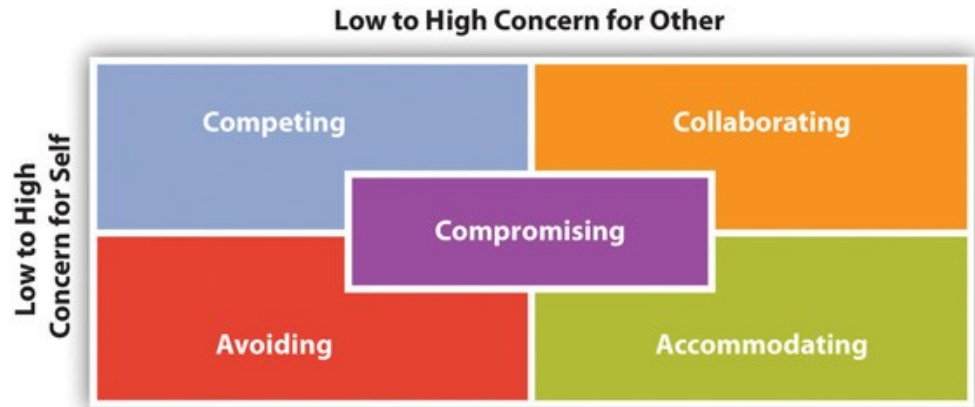 Low to High Concern for Other
Low to High
Concern for Self
Competing
Collaborating
Compromising
Avoiding
Accommodating